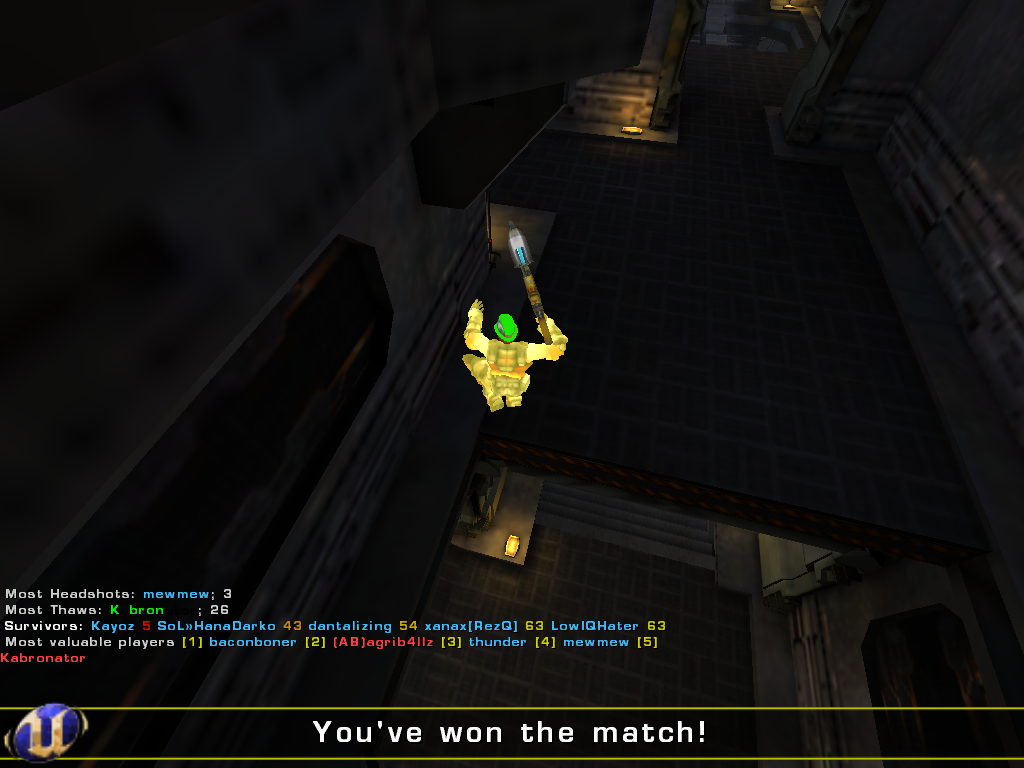 Most Headshots: mewmew; 3
Most Thaws: K bron ; 26
Survivors: Kayoz 5 SoL»HanaDarko 43 dantalizing 54 xanax[RezQ] 63 LowIQHater 63
Most valuable players [1] baconboner [2] [AB]agrib4llz [3] thunder [4] mewmew [5]
Kabronator
You've won the match!